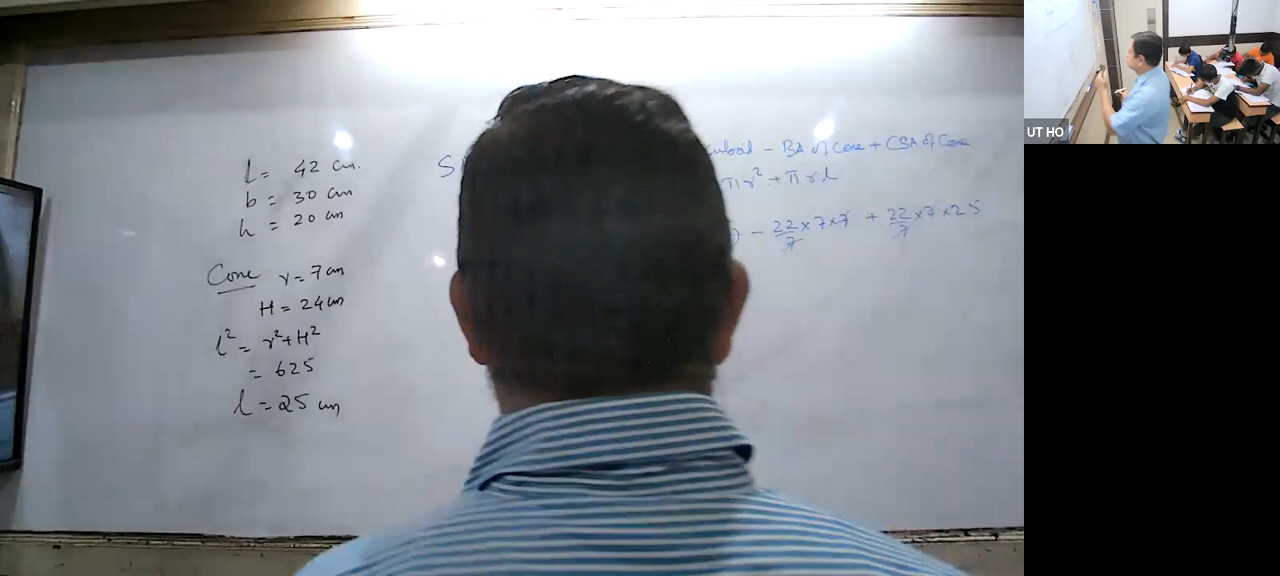 l = 42 cm.
b = 30 cm
h = 20 cm
Cone r = 7 cm
H = 24 cm
l² = r² + H²
= 625
l = 25 cm
S
uboid - BA of Cone + CSA of Cone
πr² + πrl
) - 22/7 × 7 × 7 + 22/7 × 7 × 25
UT HO